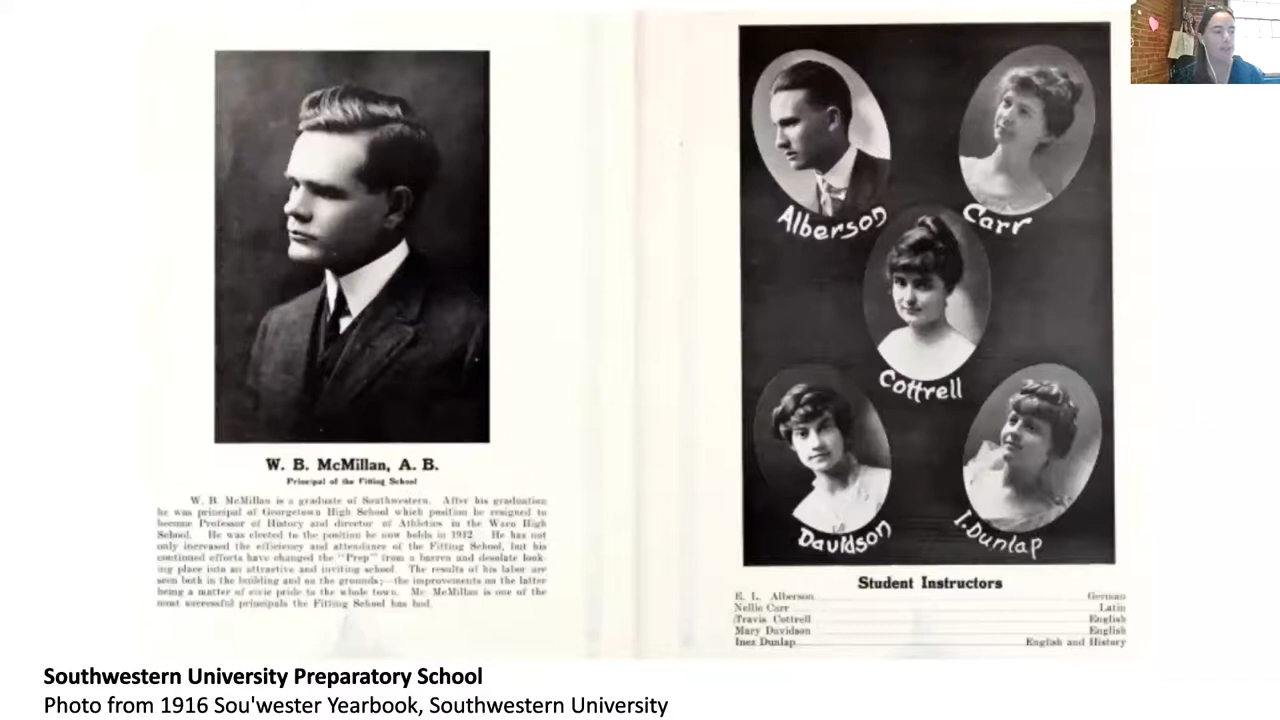 W. B. McMillan, A. B.
Principal of the Fitting School
W. B. McMillan is a graduate of Southwestern. After his graduation
he was principal of Georgetown High School which position he resigned to
become Professor of History and director of Athletics in the Waco High
School. He was elected to the position he now holds in 1912 He has not
only increased the efficiency and attendance of the Fitting School, but his
continued efforts have changed the "Prep" from a barren and desolate look-
ing place into an attractive and inviting school. The results of his labor are
seen both in the building and on the grounds;—the improvements on the latter
being a matter of civic pride to the whole town. Mr. McMillan is one of the
most successful principals the Fitting School has had.
Alberson
Carr
Cottrell
Davidson
I. Dunlap
Student Instructors
E. L. Alberson German
Nellie Carr Latin
Travis Cottrell English
Mary Davidson English
Inez Dunlap English and History
Southwestern University Preparatory School
Photo from 1916 Sou'wester Yearbook, Southwestern University